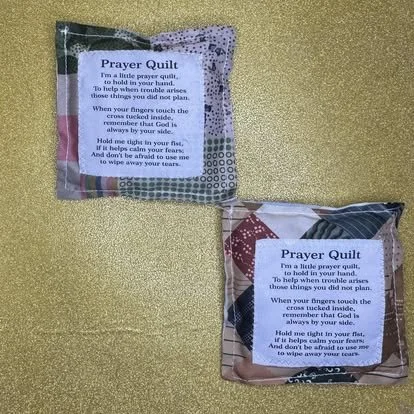 Prayer Quilt
I'm a little prayer quilt,
to hold in your hand.
To help when trouble arises
those things you did not plan.
When your fingers touch the
cross tucked inside,
remember that God is
always by your side.
Hold me tight in your fist,
if it helps calm your fears;
And don't be afraid to use me
to wipe away your tears.
Prayer Quilt
I'm a little prayer quilt,
to hold in your hand.
To help when trouble arises
those things you did not plan.
When your fingers touch the
cross tucked inside,
remember that God is
always by your side.
Hold me tight in your fist,
if it helps calm your fears;
And don't be afraid to use me
to wipe away your tears.